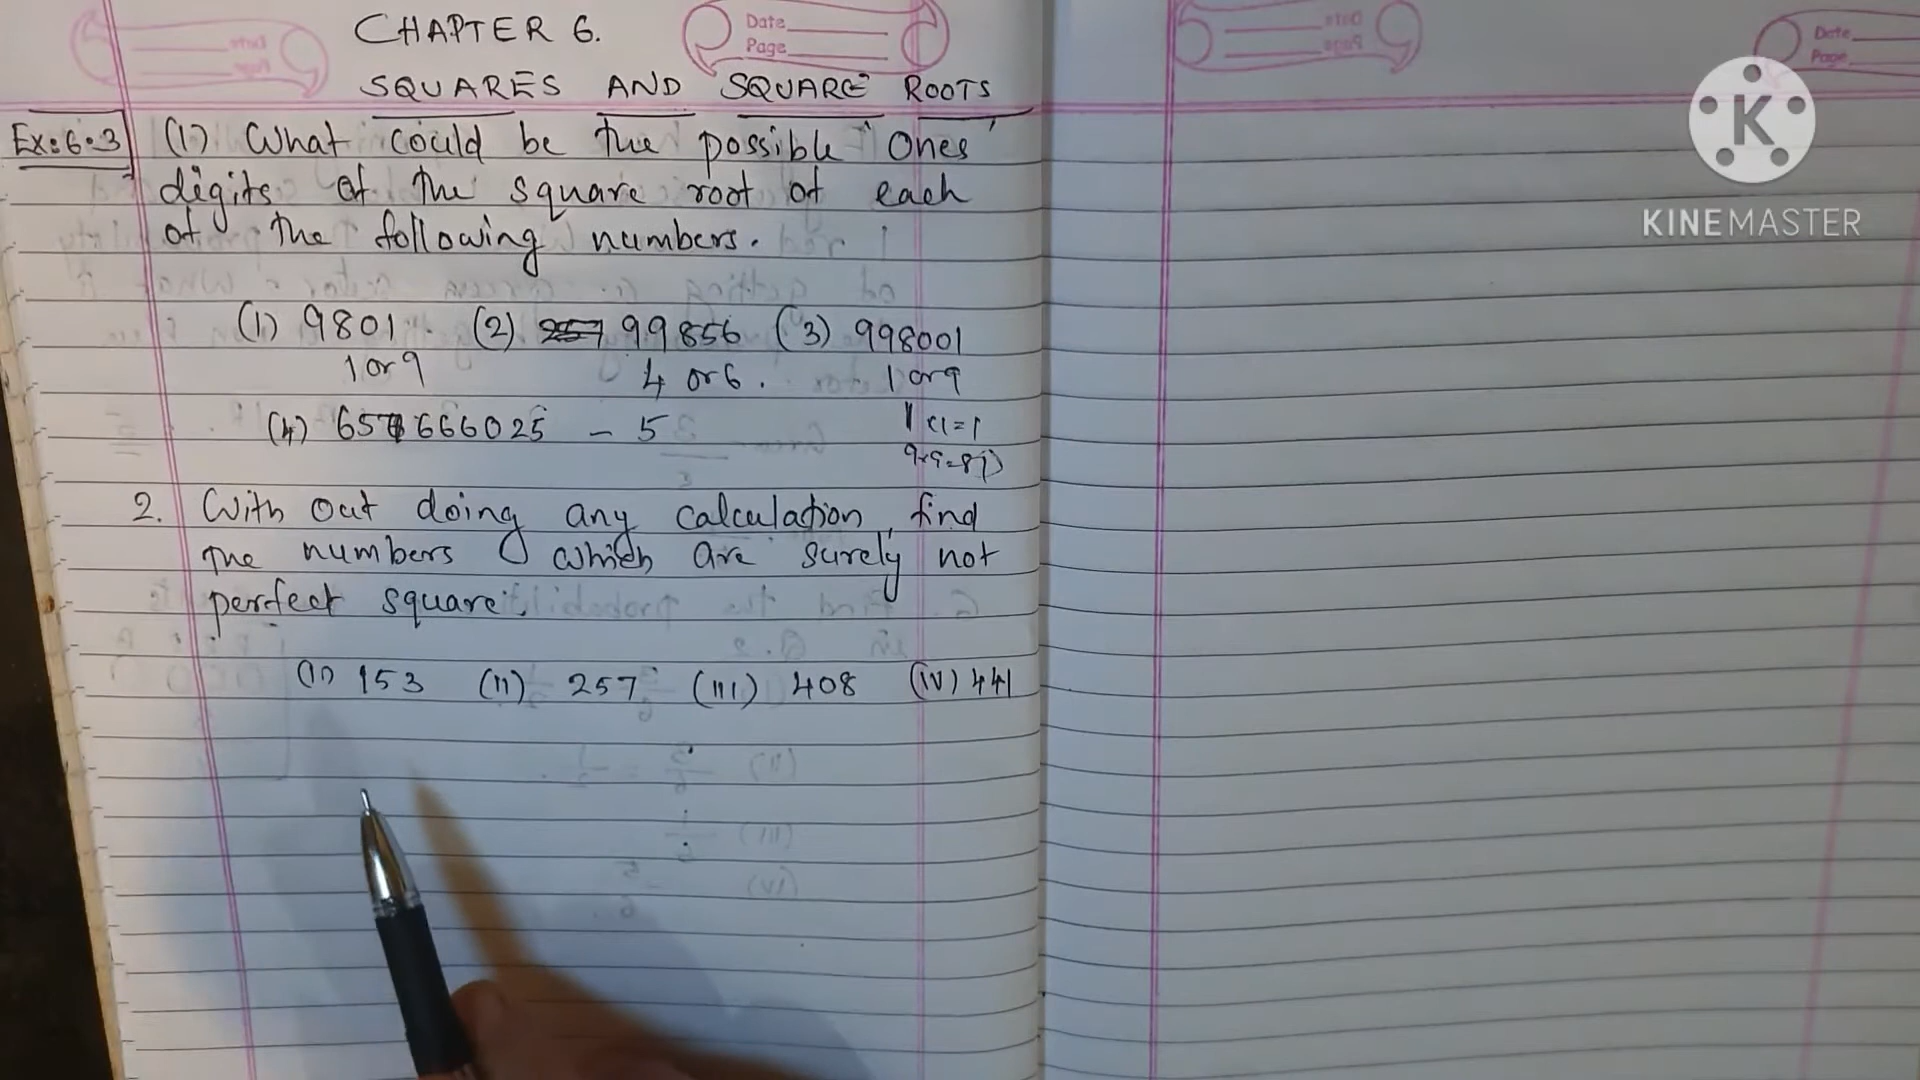 CHAPTER 6.
Date
Page
SQUARES AND SQUARE ROOTS
Ex:6.3 (1.) What could be the possible 'Ones'
digits of the square root of each
of the following numbers.
(1) 9801. (2) 99856 (3) 998001
1 or 9 4 or 6. 1 or 9
(4) 657666025 - 5 1x1=1
9x9=81
2. With out doing any calculation, find
the numbers which are surely not
perfect square.
(1) 153 (II) 257 (III) 408 (IV) 441
Date
Page
K
KINEMASTER